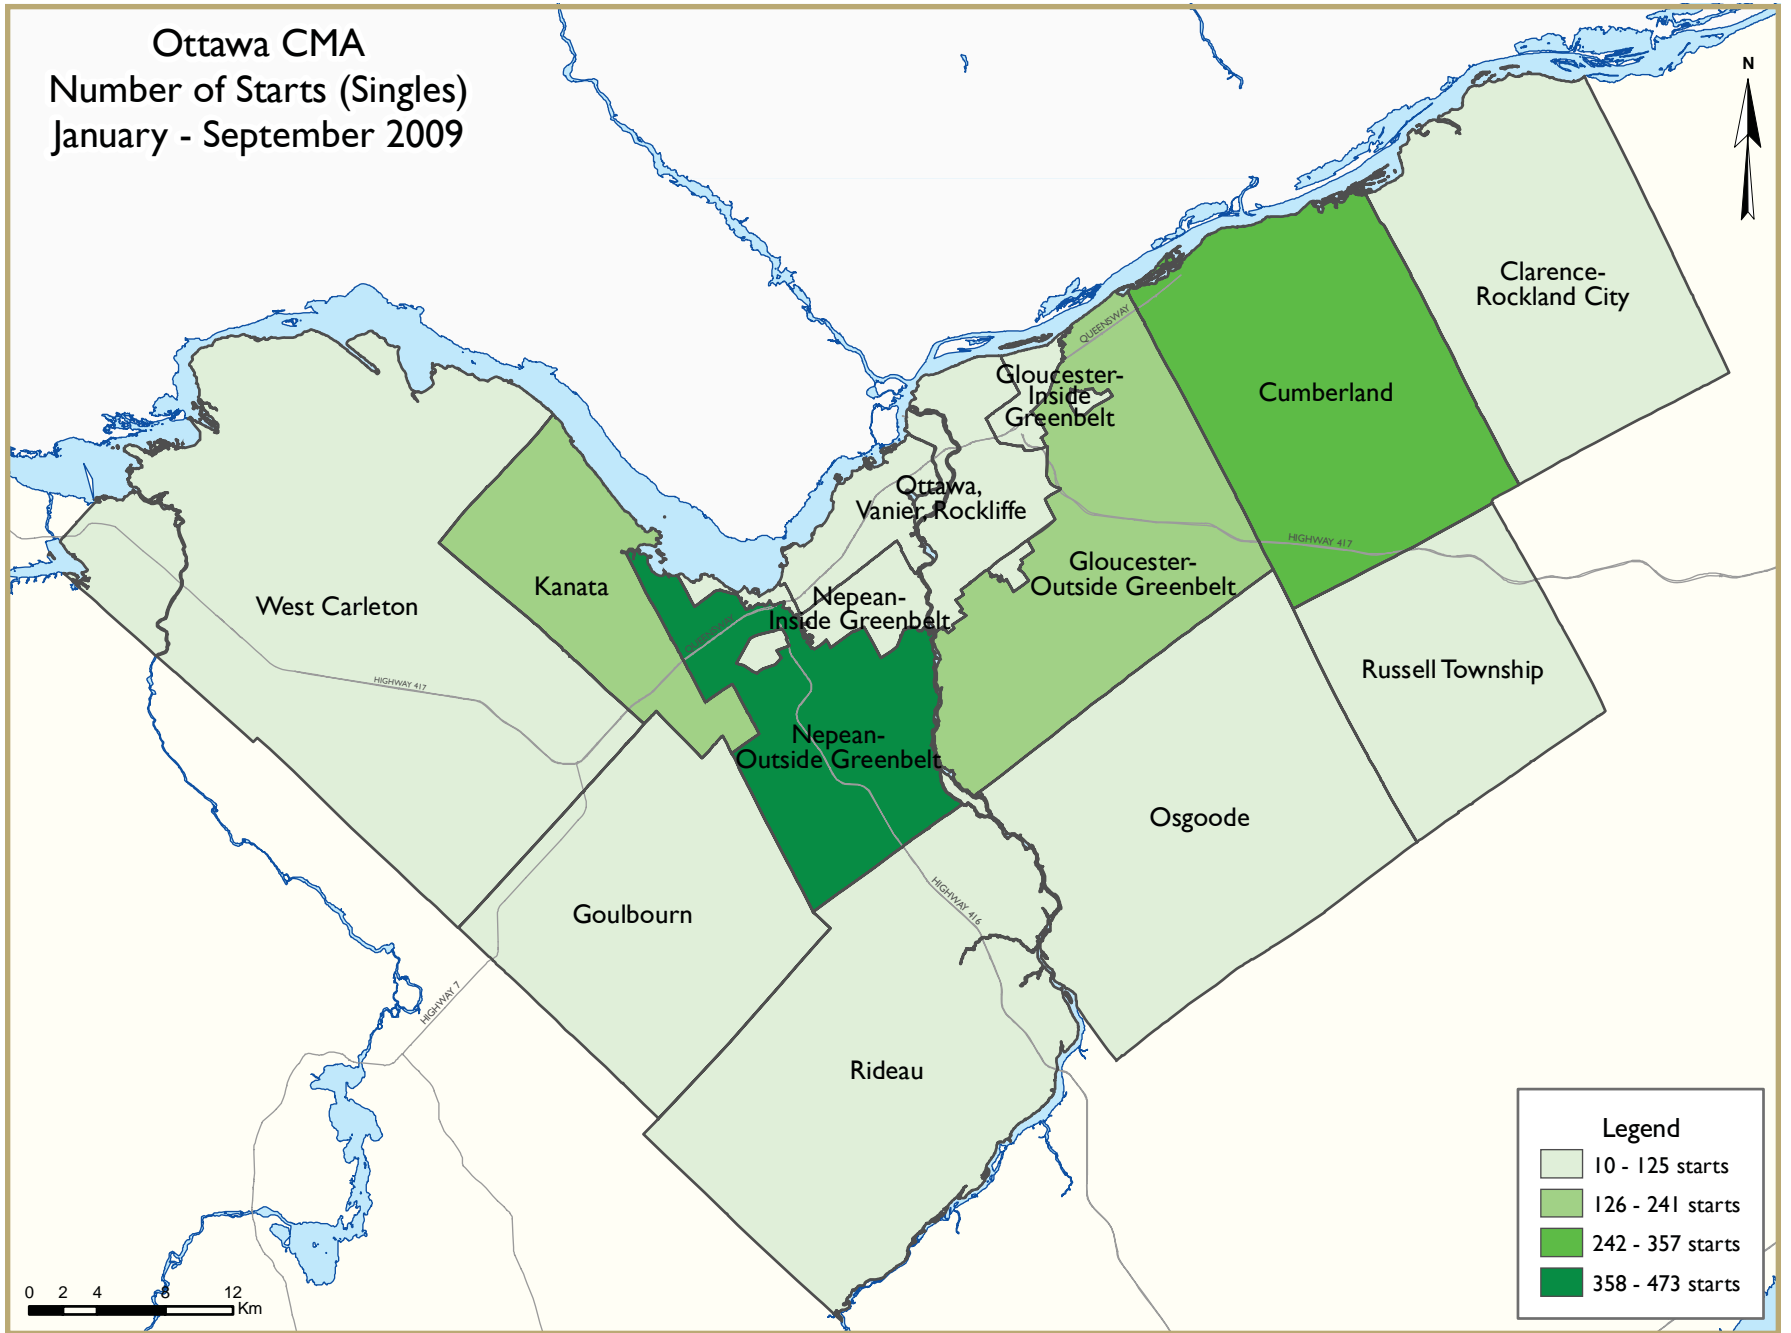 Ottawa CMA
Number of Starts (Singles)
January - September 2009
N
Clarence-
Rockland City
QUEENSWAY
Gloucester-
Inside
Greenbelt
Cumberland
Ottawa,
Vanier, Rockliffe
HIGHWAY 417
Gloucester-
Outside Greenbelt
Kanata
West Carleton
Nepean-
Inside Greenbelt
QUEENSWAY
Russell Township
HIGHWAY 417
Nepean-
Outside Greenbelt
Osgoode
Goulbourn
HIGHWAY 416
HIGHWAY 7
Rideau
Legend
10 - 125 starts
126 - 241 starts
242 - 357 starts
358 - 473 starts
0 2 4 8 12
Km